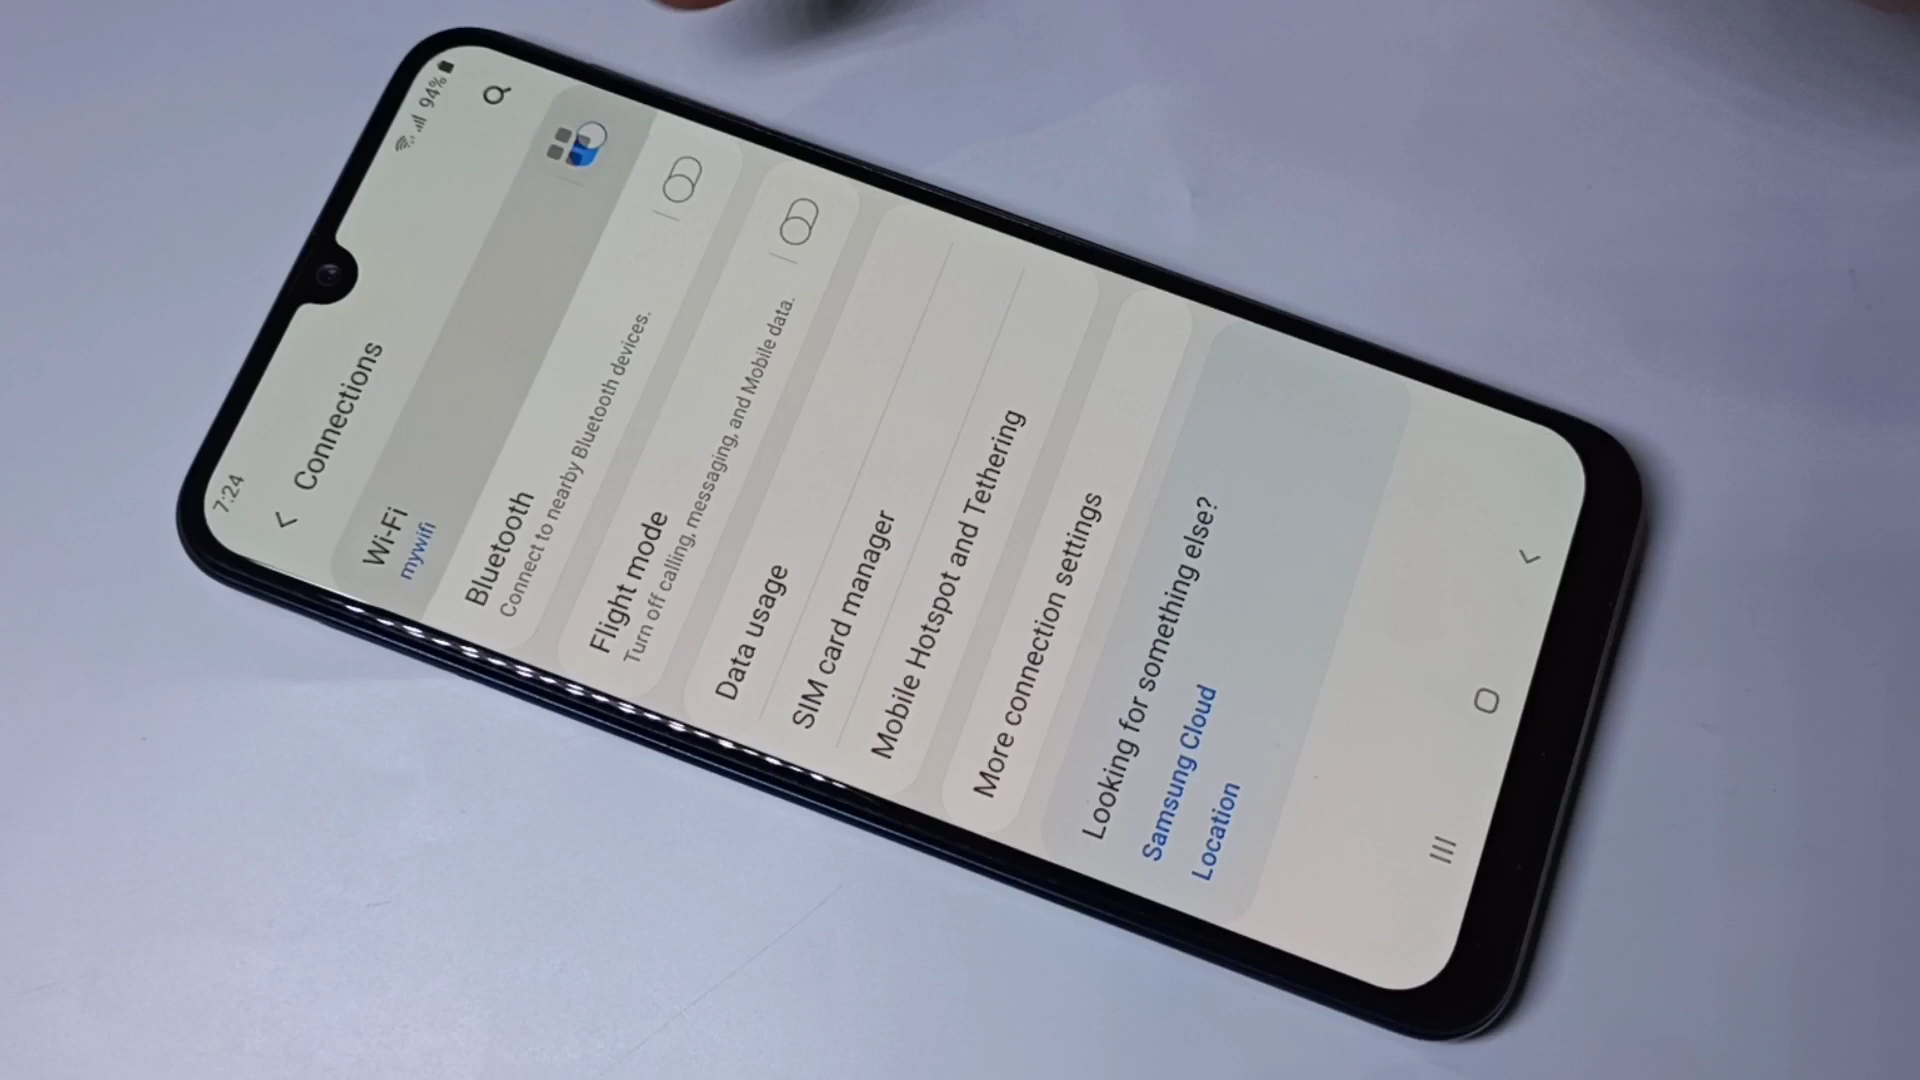 7:24
94%
Connections
Wi-Fi
mywifi
Bluetooth
Connect to nearby Bluetooth devices.
Flight mode
Turn off calling, messaging, and Mobile data.
Data usage
SIM card manager
Mobile Hotspot and Tethering
More connection settings
Looking for something else?
Samsung Cloud
Location